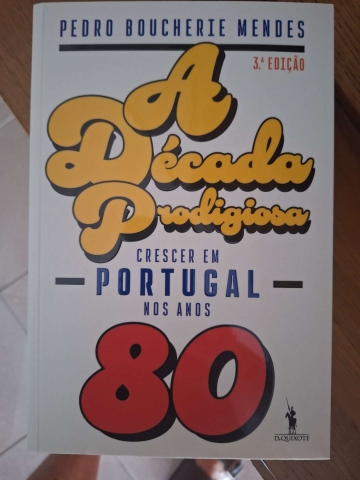 PEDRO BOUCHERIE MENDES
3.ª EDIÇÃO
A
Década
Prodigiosa
CRESCER EM
PORTUGAL
NOS ANOS
80
D.QUIXOTE